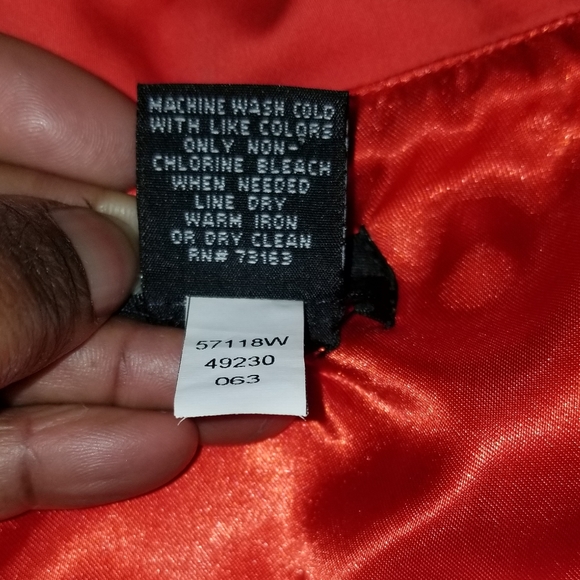 MACHINE WASH COLD
WITH LIKE COLORS
ONLY NON-
CHLORINE BLEACH
WHEN NEEDED
LINE DRY
WARM IRON
OR DRY CLEAN
RN# 73163
57118W
49230
063